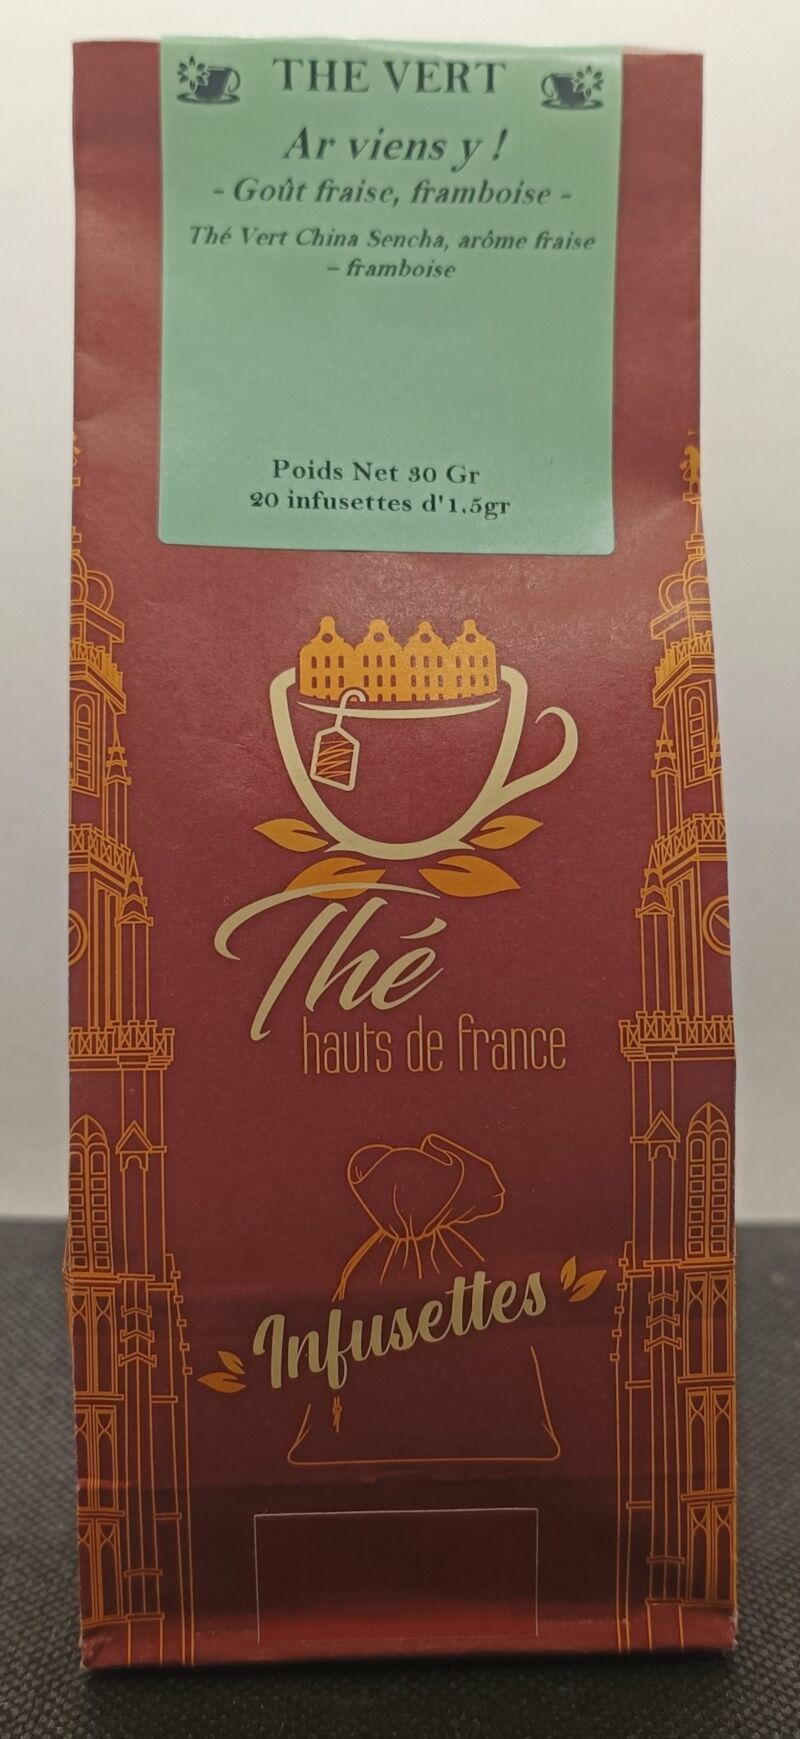 THE VERT
Ar viens y !
- Goût fraise, framboise -
Thé Vert China Sencha, arôme fraise
– framboise
Poids Net 30 Gr
20 infusettes d'1,5gr
Thé
hauts de france
Infusettes